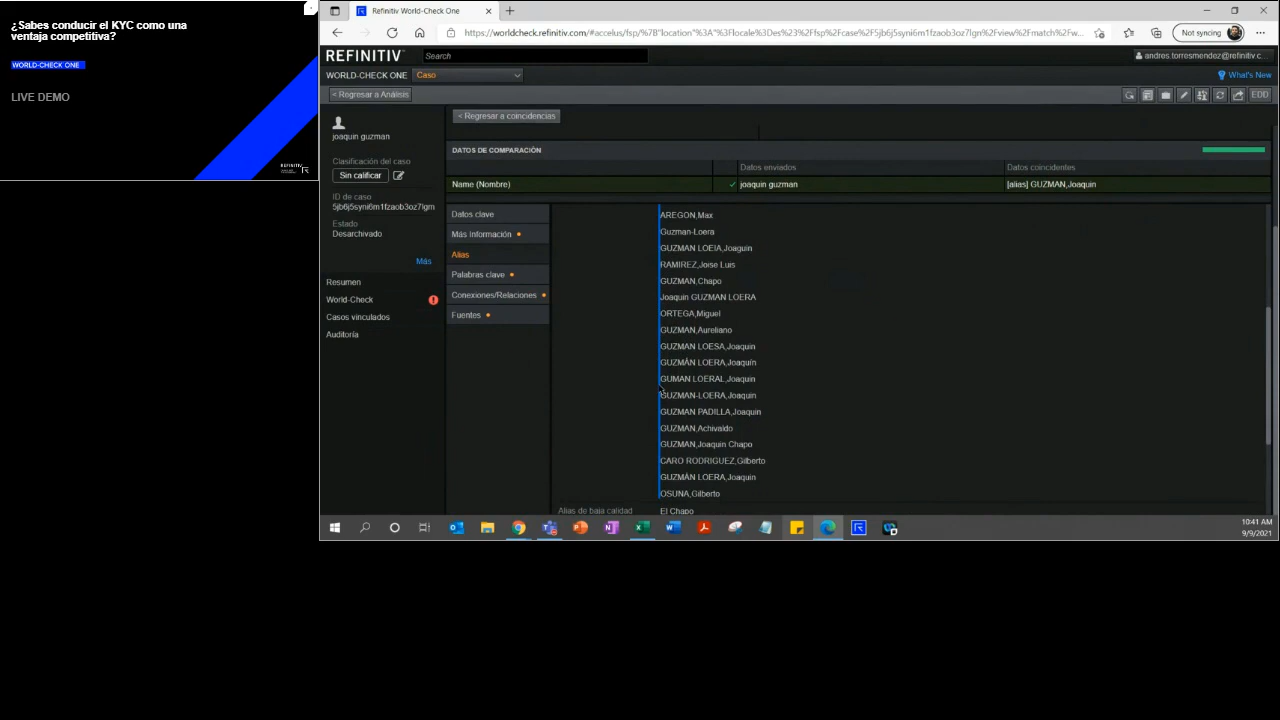 ¿Sabes conducir el KYC como una
ventaja competitiva?
WORLD-CHECK ONE
LIVE DEMO
REFINITIV
Refinitiv World-Check One
https://worldcheck.refinitiv.com/#accelus/fsp/%7B"location"%3A"%3Flocale%3Des%23%2Ffsp%2Fcase%2F5jb6j5syni6m1fzaob3oz7lgn%2Fview%2Fmatch%2Fw...
Not syncing
REFINITIV
Search
andres.torresmendez@refinitiv.c...
WORLD-CHECK ONE
Caso
What's New
< Regresar a Análisis
EDD
joaquin guzman
Clasificación del caso
Sin calificar
ID de caso
5jb6j5syni6m1fzaob3oz7lgm
Estado
Desarchivado
Más
Resumen
World-Check
Casos vinculados
Auditoría
< Regresar a coincidencias
DATOS DE COMPARACIÓN
Datos enviados
Datos coincidentes
Name (Nombre)
joaquin guzman
[alias] GUZMAN,Joaquin
Datos clave
Más Información
Alias
Palabras clave
Conexiones/Relaciones
Fuentes
AREGON,Max
Guzman-Loera
GUZMAN LOEIA,Joaguin
RAMIREZ,Joise Luis
GUZMAN,Chapo
Joaquin GUZMAN LOERA
ORTEGA,Miguel
GUZMAN,Aureliano
GUZMAN LOESA,Joaquin
GUZMÁN LOERA,Joaquín
GUMAN LOERAL,Joaquin
GUZMAN-LOERA,Joaquin
GUZMAN PADILLA,Joaquin
GUZMAN,Achivaldo
GUZMAN,Joaquin Chapo
CARO RODRIGUEZ,Gilberto
GUZMÁN LOERA,Joaquin
OSUNA,Gilberto
Alias de baja calidad
El Chapo
10:41 AM
9/9/2021